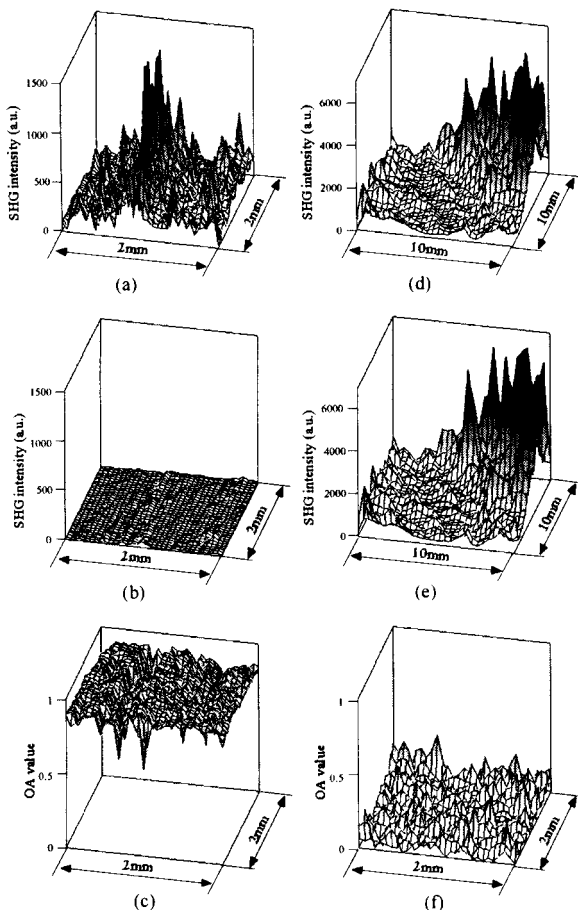 1500
1000
500
0
SHG intensity (a.u.)
2mm
2mm
(a)
6000
4000
2000
0
SHG intensity (a.u.)
10mm
10mm
(d)
1500
1000
500
0
SHG intensity (a.u.)
2mm
2mm
(b)
6000
4000
2000
0
SHG intensity (a.u.)
10mm
10mm
(e)
1
0.5
0
OA value
2mm
2mm
(c)
1
0.5
0
OA value
2mm
2mm
(f)